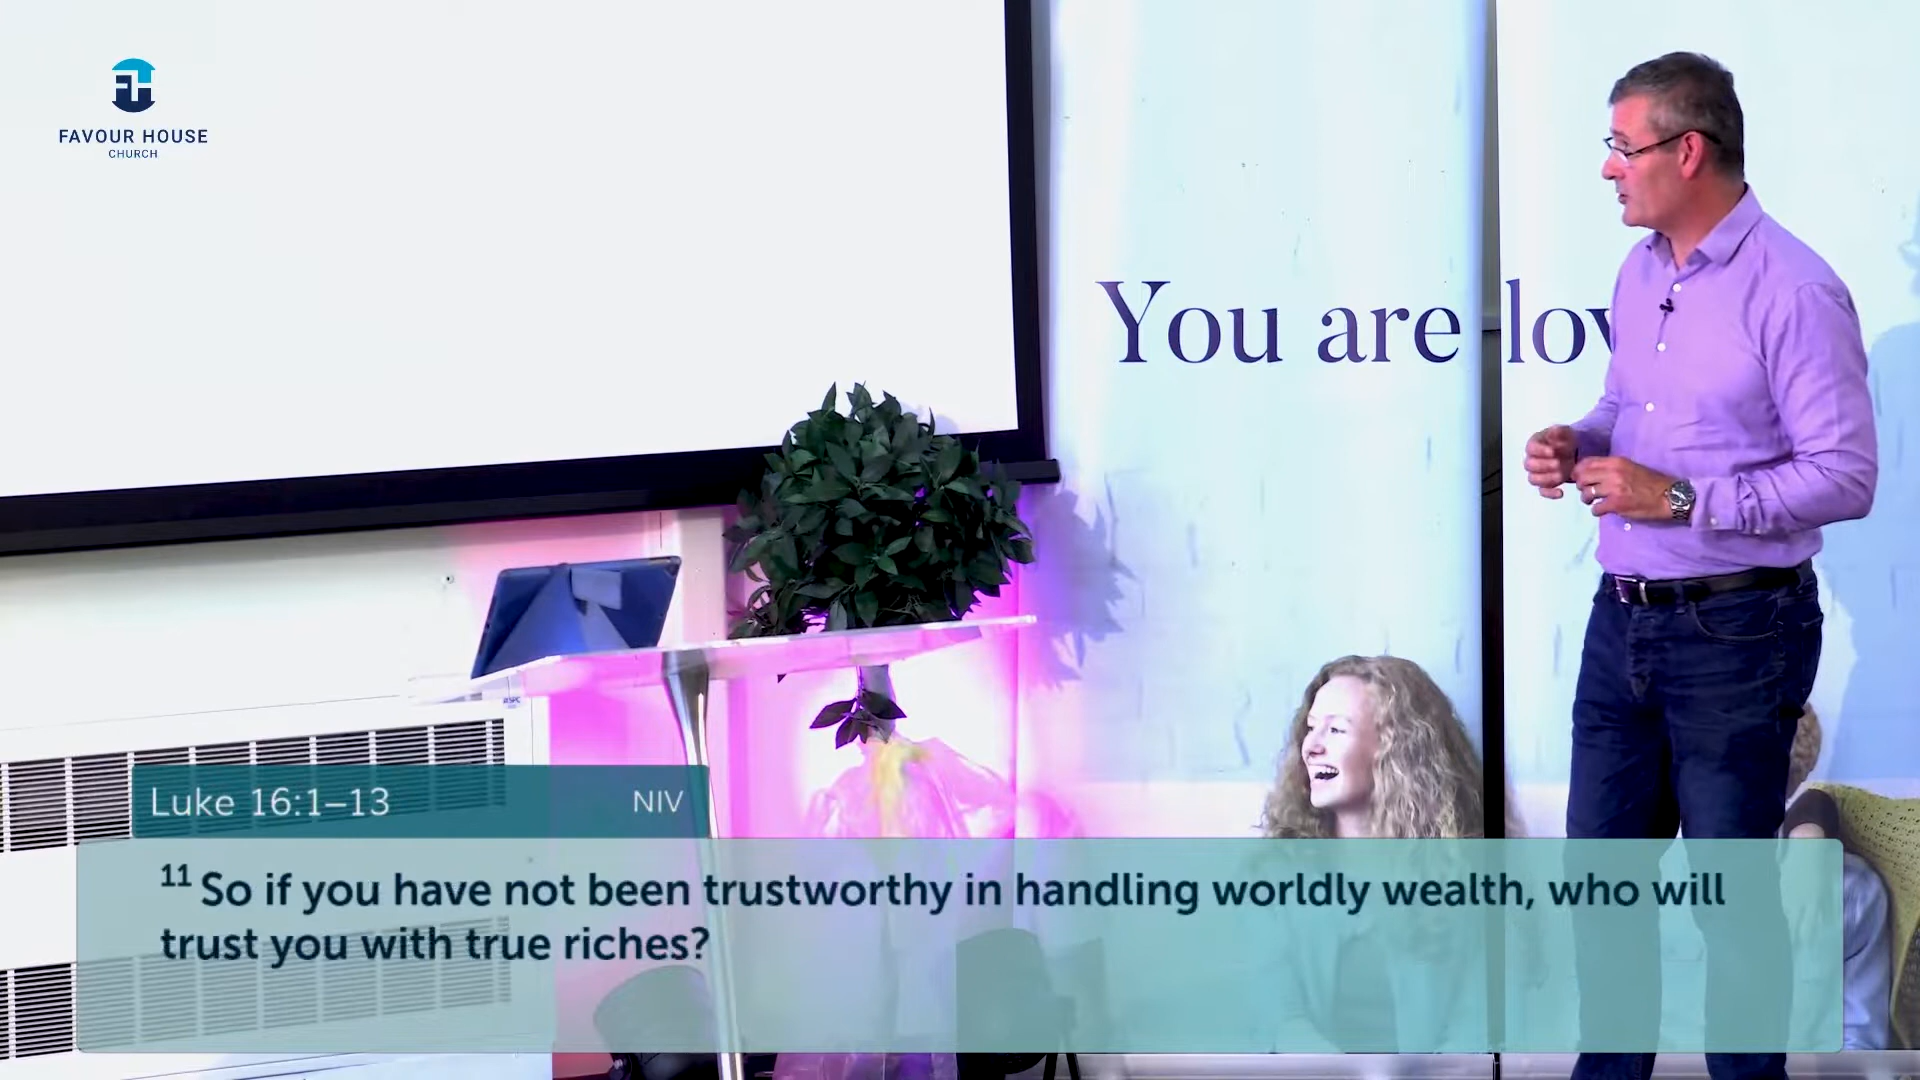 FAVOUR HOUSE
CHURCH
You are lov
Luke 16:1–13
NIV
11 So if you have not been trustworthy in handling worldly wealth, who will
trust you with true riches?